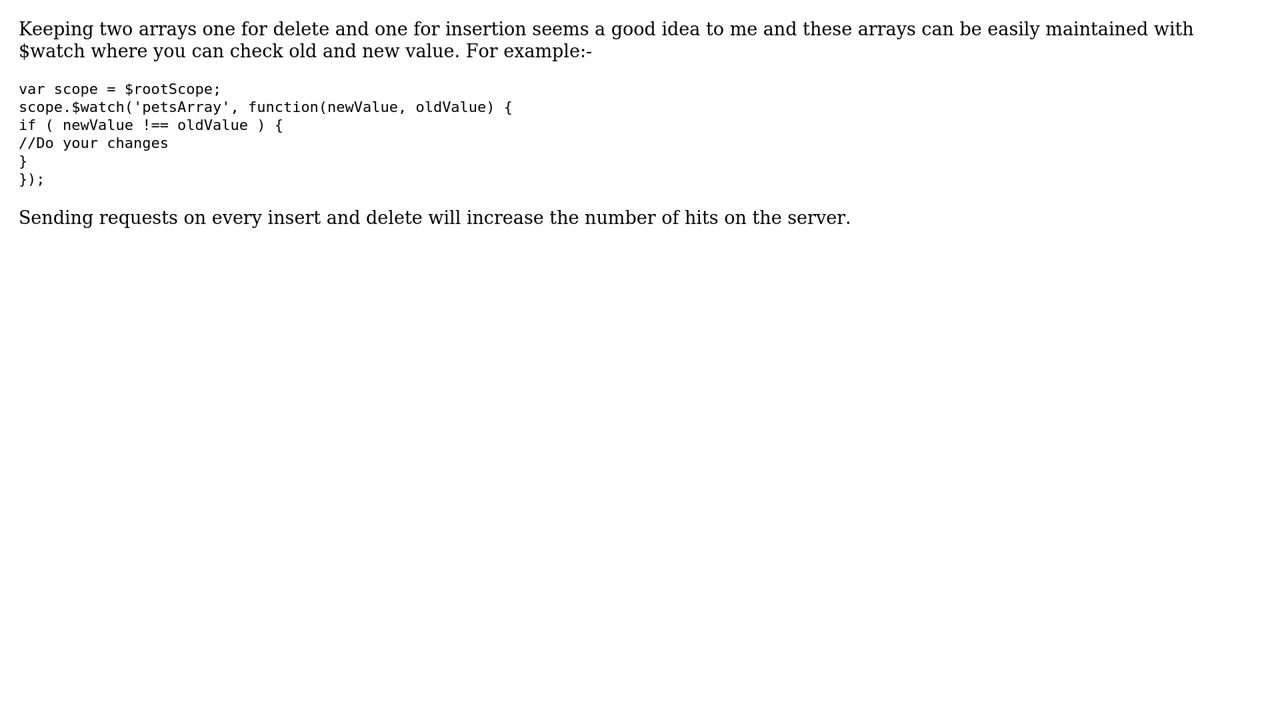 Keeping two arrays one for delete and one for insertion seems a good idea to me and these arrays can be easily maintained with
$watch where you can check old and new value. For example:-
var scope = $rootScope;
scope.$watch('petsArray', function(newValue, oldValue) {
if ( newValue !== oldValue ) {
//Do your changes
}
});
Sending requests on every insert and delete will increase the number of hits on the server.